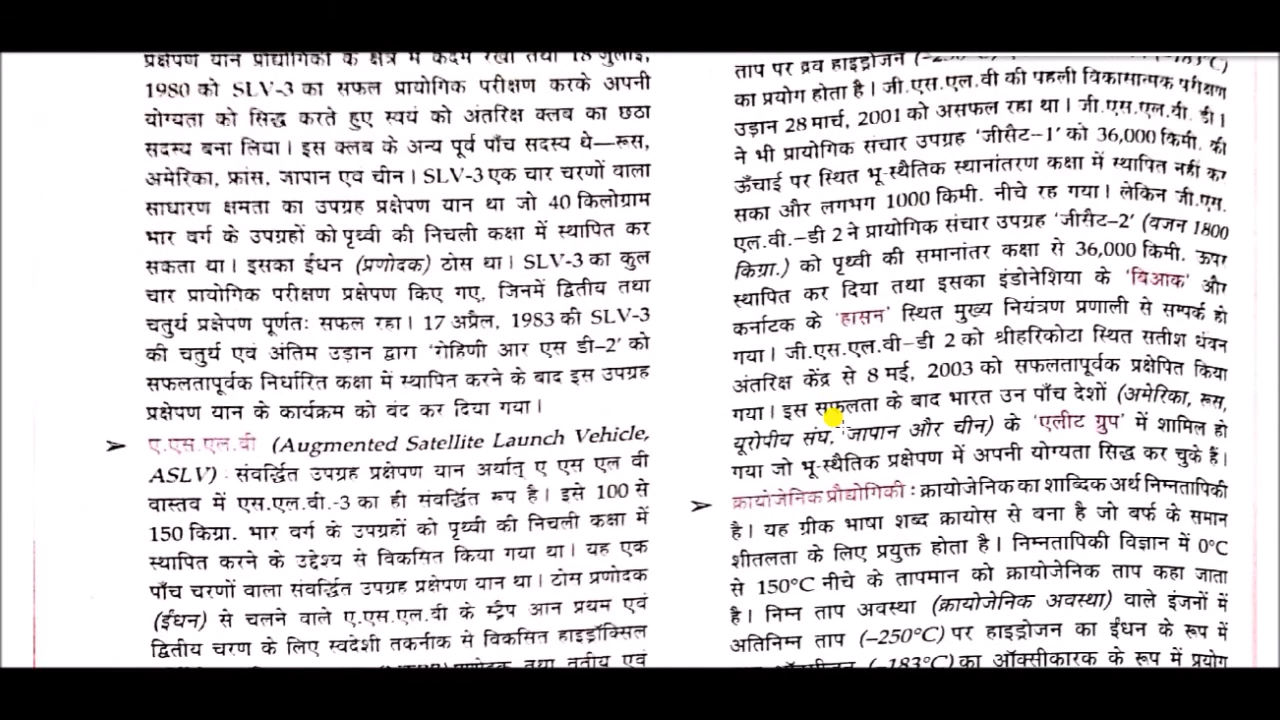 प्रक्षेपण यान प्रौद्योगिकी के क्षेत्र में कदम रखा तथा 18 जुलाई,
1980 को SLV-3 का सफल प्रायोगिक परीक्षण करके अपनी
योग्यता को सिद्ध करते हुए स्वयं को अंतरिक्ष क्लब का छठा
सदस्य बना लिया। इस क्लब के अन्य पूर्व पाँच सदस्य थे—रूस,
अमेरिका, फ्रांस, जापान एवं चीन। SLV-3 एक चार चरणों वाला
साधारण क्षमता का उपग्रह प्रक्षेपण यान था जो 40 किलोग्राम
भार वर्ग के उपग्रहों को पृथ्वी की निचली कक्षा में स्थापित कर
सकता था। इसका ईंधन (प्रणोदक) ठोस था। SLV-3 का कुल
चार प्रायोगिक परीक्षण प्रक्षेपण किए गए, जिनमें द्वितीय तथा
चतुर्थ प्रक्षेपण पूर्णतः सफल रहा। 17 अप्रैल, 1983 की SLV-3
की चतुर्थ एवं अंतिम उड़ान द्वारा 'रोहिणी आर एस डी–2' को
सफलतापूर्वक निर्धारित कक्षा में स्थापित करने के बाद इस उपग्रह
प्रक्षेपण यान के कार्यक्रम को बंद कर दिया गया।
➢ ए.एस.एल.वी (Augmented Satellite Launch Vehicle,
ASLV) : संवर्द्धित उपग्रह प्रक्षेपण यान अर्थात् ए एस एल वी
वास्तव में एस.एल.वी.-3 का ही संवर्द्धित रूप है। इसे 100 से
150 किग्रा. भार वर्ग के उपग्रहों को पृथ्वी की निचली कक्षा में
स्थापित करने के उद्देश्य से विकसित किया गया था। यह एक
पाँच चरणों वाला संवर्द्धित उपग्रह प्रक्षेपण यान था। ठोस प्रणोदक
(ईंधन) से चलने वाले ए.एस.एल.वी के स्ट्रैप आन प्रथम एवं
द्वितीय चरण के लिए स्वदेशी तकनीक से विकसित हाइड्रॉक्सिल
प्रणोदक तथा तृतीय एवं
ताप पर द्रव हाइड्रोजन
का प्रयोग होता है। जी.एस.एल.वी की पहली विकासात्मक परीक्षण
उड़ान 28 मार्च, 2001 को असफल रहा था। जी.एस.एल.वी. डी।
ने भी प्रायोगिक संचार उपग्रह 'जीसैट–1' को 36,000 किमी. की
ऊँचाई पर स्थित भू-स्थैतिक स्थानांतरण कक्षा में स्थापित नहीं कर
सका और लगभग 1000 किमी. नीचे रह गया। लेकिन जी.एस.
एल.वी.–डी 2 ने प्रायोगिक संचार उपग्रह 'जीसैट–2' (वजन 1800
किग्रा.) को पृथ्वी की समानांतर कक्षा से 36,000 किमी. ऊपर
स्थापित कर दिया तथा इसका इंडोनेशिया के 'बिआक' और
कर्नाटक के 'हासन' स्थित मुख्य नियंत्रण प्रणाली से सम्पर्क हो
गया। जी.एस.एल.वी–डी 2 को श्रीहरिकोटा स्थित सतीश धवन
अंतरिक्ष केंद्र से 8 मई, 2003 को सफलतापूर्वक प्रक्षेपित किया
गया। इस सफलता के बाद भारत उन पाँच देशों (अमेरिका, रूस,
यूरोपीय संघ, जापान और चीन) के 'एलीट ग्रुप' में शामिल हो
गया जो भू-स्थैतिक प्रक्षेपण में अपनी योग्यता सिद्ध कर चुके हैं।
➢ क्रायोजेनिक प्रौद्योगिकी : क्रायोजेनिक का शाब्दिक अर्थ निम्नतापिकी
है। यह ग्रीक भाषा शब्द क्रायोस से बना है जो बर्फ के समान
शीतलता के लिए प्रयुक्त होता है। निम्नतापिकी विज्ञान में 0°C
से 150°C नीचे के तापमान को क्रायोजेनिक ताप कहा जाता
है। निम्न ताप अवस्था (क्रायोजेनिक अवस्था) वाले इंजनों में
अतिनिम्न ताप (–250°C) पर हाइड्रोजन का ईंधन के रूप में
ऑक्सीजन (–183°C) का ऑक्सीकारक के रूप में प्रयोग